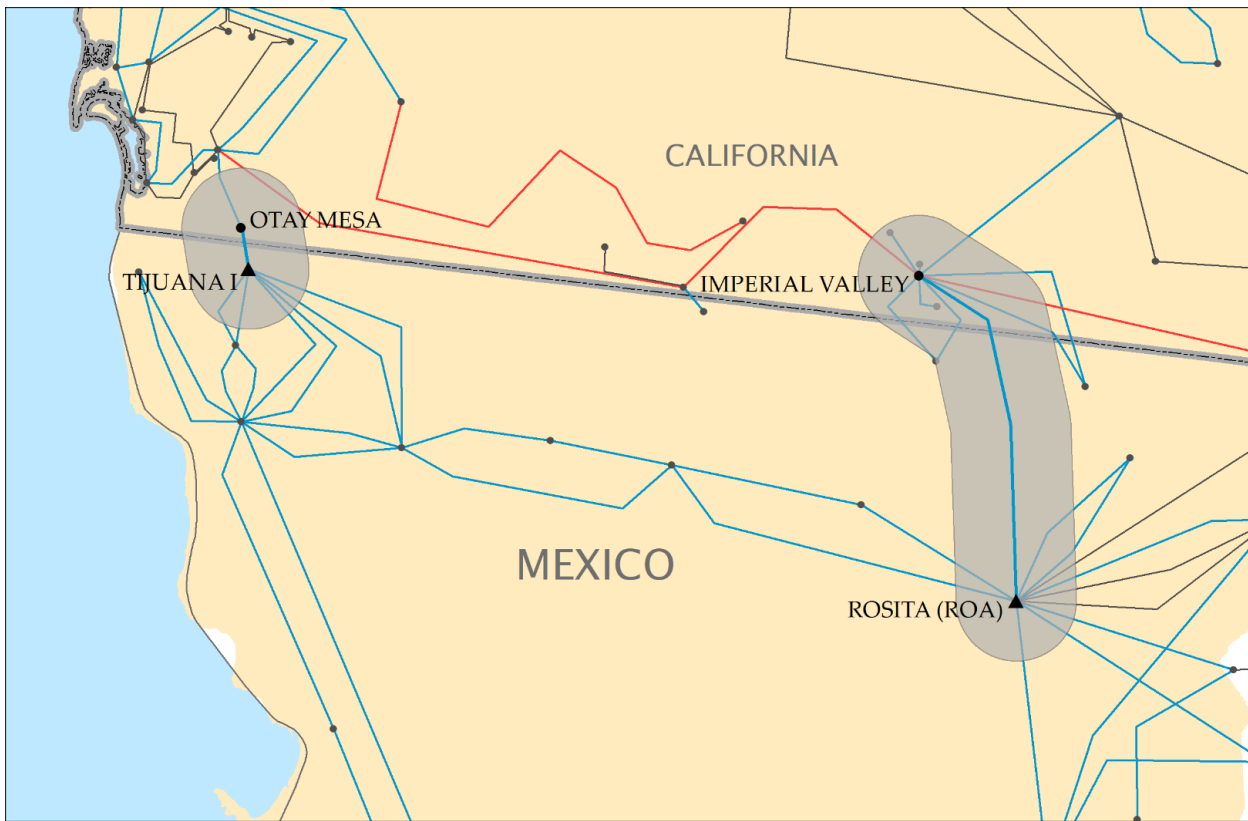 CALIFORNIA
OTAY MESA
TIJUANA I
IMPERIAL VALLEY
MEXICO
ROSITA (ROA)